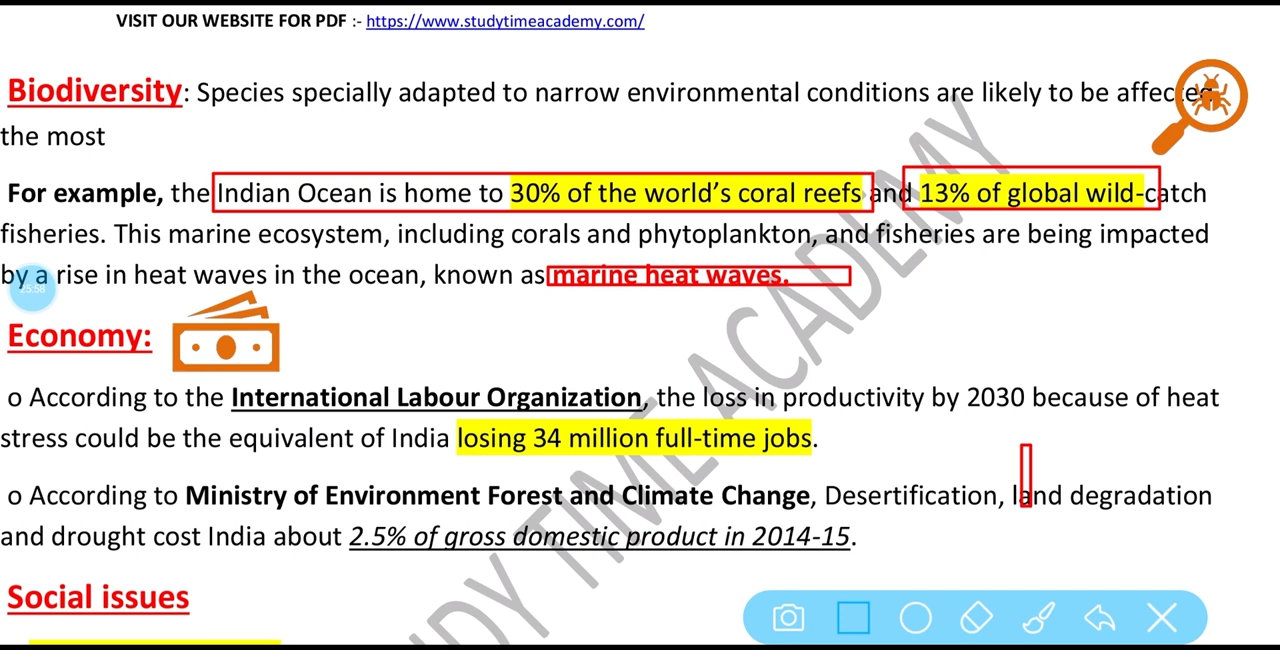 VISIT OUR WEBSITE FOR PDF :- https://www.studytimeacademy.com/
Biodiversity: Species specially adapted to narrow environmental conditions are likely to be affected
the most
For example, the Indian Ocean is home to 30% of the world's coral reefs and 13% of global wild-catch
fisheries. This marine ecosystem, including corals and phytoplankton, and fisheries are being impacted
by a rise in heat waves in the ocean, known as marine heat waves.
25:58
Economy:
o According to the International Labour Organization, the loss in productivity by 2030 because of heat
stress could be the equivalent of India losing 34 million full-time jobs.
o According to Ministry of Environment Forest and Climate Change, Desertification, land degradation
and drought cost India about 2.5% of gross domestic product in 2014-15.
Social issues
UDY TIME ACADEMY